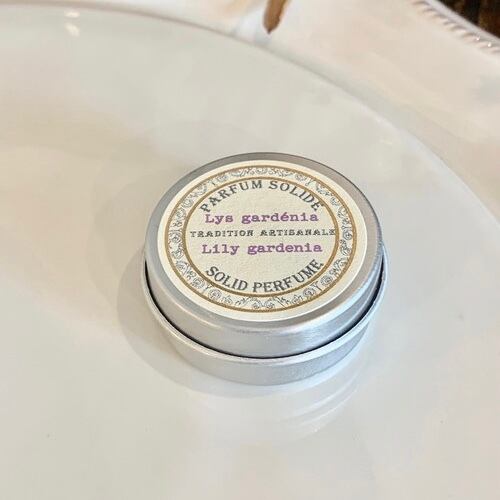 PARFUM SOLIDE
Lys gardénia
TRADITION ARTISANALE
Lily gardenia
SOLID PERFUME